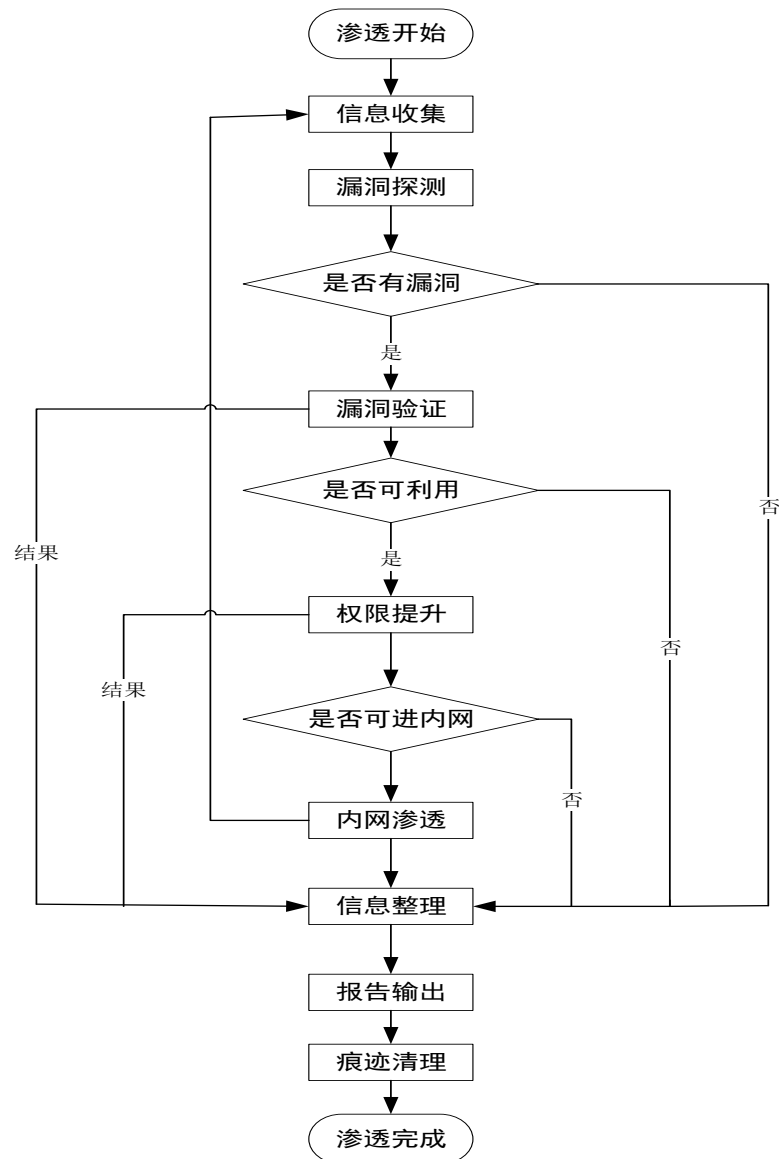 渗透开始
信息收集
漏洞探测
是否有漏洞
是
漏洞验证
是否可利用
否
结果
是
权限提升
否
结果
是否可进内网
否
内网渗透
信息整理
报告输出
痕迹清理
渗透完成